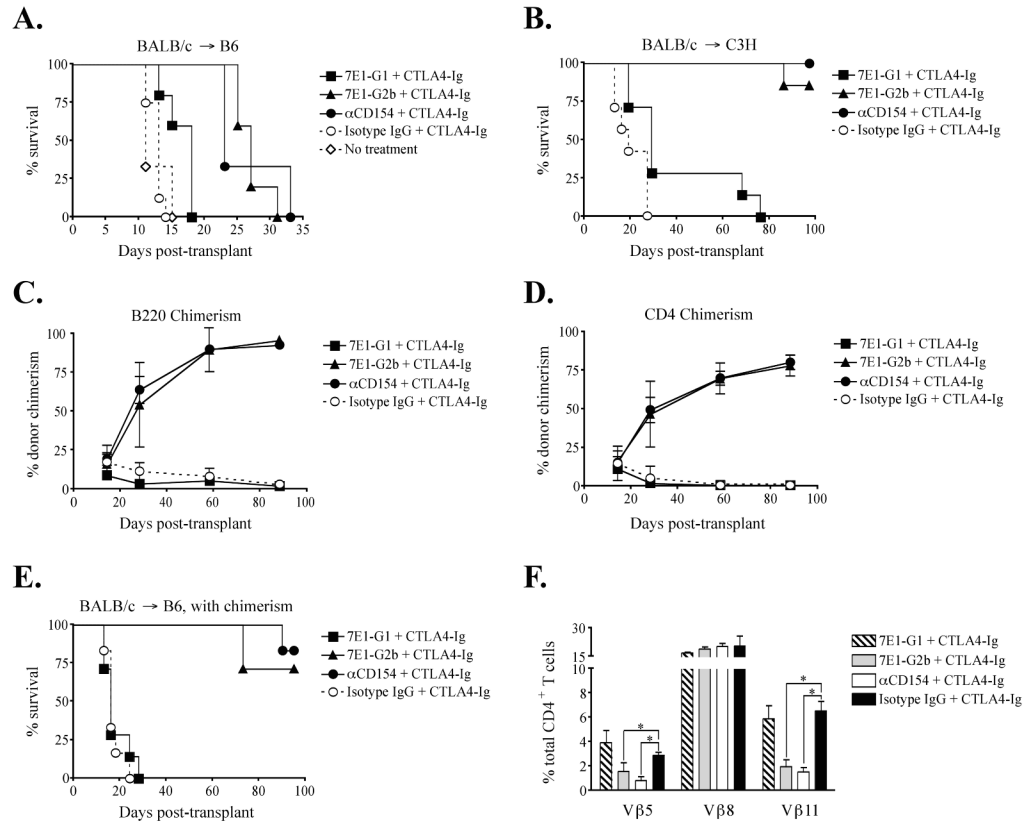 A.
BALB/c → B6
% survival
100
75
50
25
0
0 5 10 15 20 25 30 35
Days post-transplant
7E1-G1 + CTLA4-Ig
7E1-G2b + CTLA4-Ig
αCD154 + CTLA4-Ig
Isotype IgG + CTLA4-Ig
No treatment
B.
BALB/c → C3H
% survival
100
75
50
25
0
0 20 40 60 80 100
Days post-transplant
7E1-G1 + CTLA4-Ig
7E1-G2b + CTLA4-Ig
αCD154 + CTLA4-Ig
Isotype IgG + CTLA4-Ig
C.
B220 Chimerism
% donor chimerism
100
75
50
25
0
0 20 40 60 80 100
Days post-transplant
7E1-G1 + CTLA4-Ig
7E1-G2b + CTLA4-Ig
αCD154 + CTLA4-Ig
Isotype IgG + CTLA4-Ig
D.
CD4 Chimerism
% donor chimerism
100
75
50
25
0
0 20 40 60 80 100
Days post-transplant
7E1-G1 + CTLA4-Ig
7E1-G2b + CTLA4-Ig
αCD154 + CTLA4-Ig
Isotype IgG + CTLA4-Ig
E.
BALB/c → B6, with chimerism
% survival
100
75
50
25
0
0 20 40 60 80 100
Days post-transplant
7E1-G1 + CTLA4-Ig
7E1-G2b + CTLA4-Ig
αCD154 + CTLA4-Ig
Isotype IgG + CTLA4-Ig
F.
% total CD4⁺ T cells
30
15
10
8
6
4
2
0
*
*
*
*
Vβ5 Vβ8 Vβ11
7E1-G1 + CTLA4-Ig
7E1-G2b + CTLA4-Ig
αCD154 + CTLA4-Ig
Isotype IgG + CTLA4-Ig